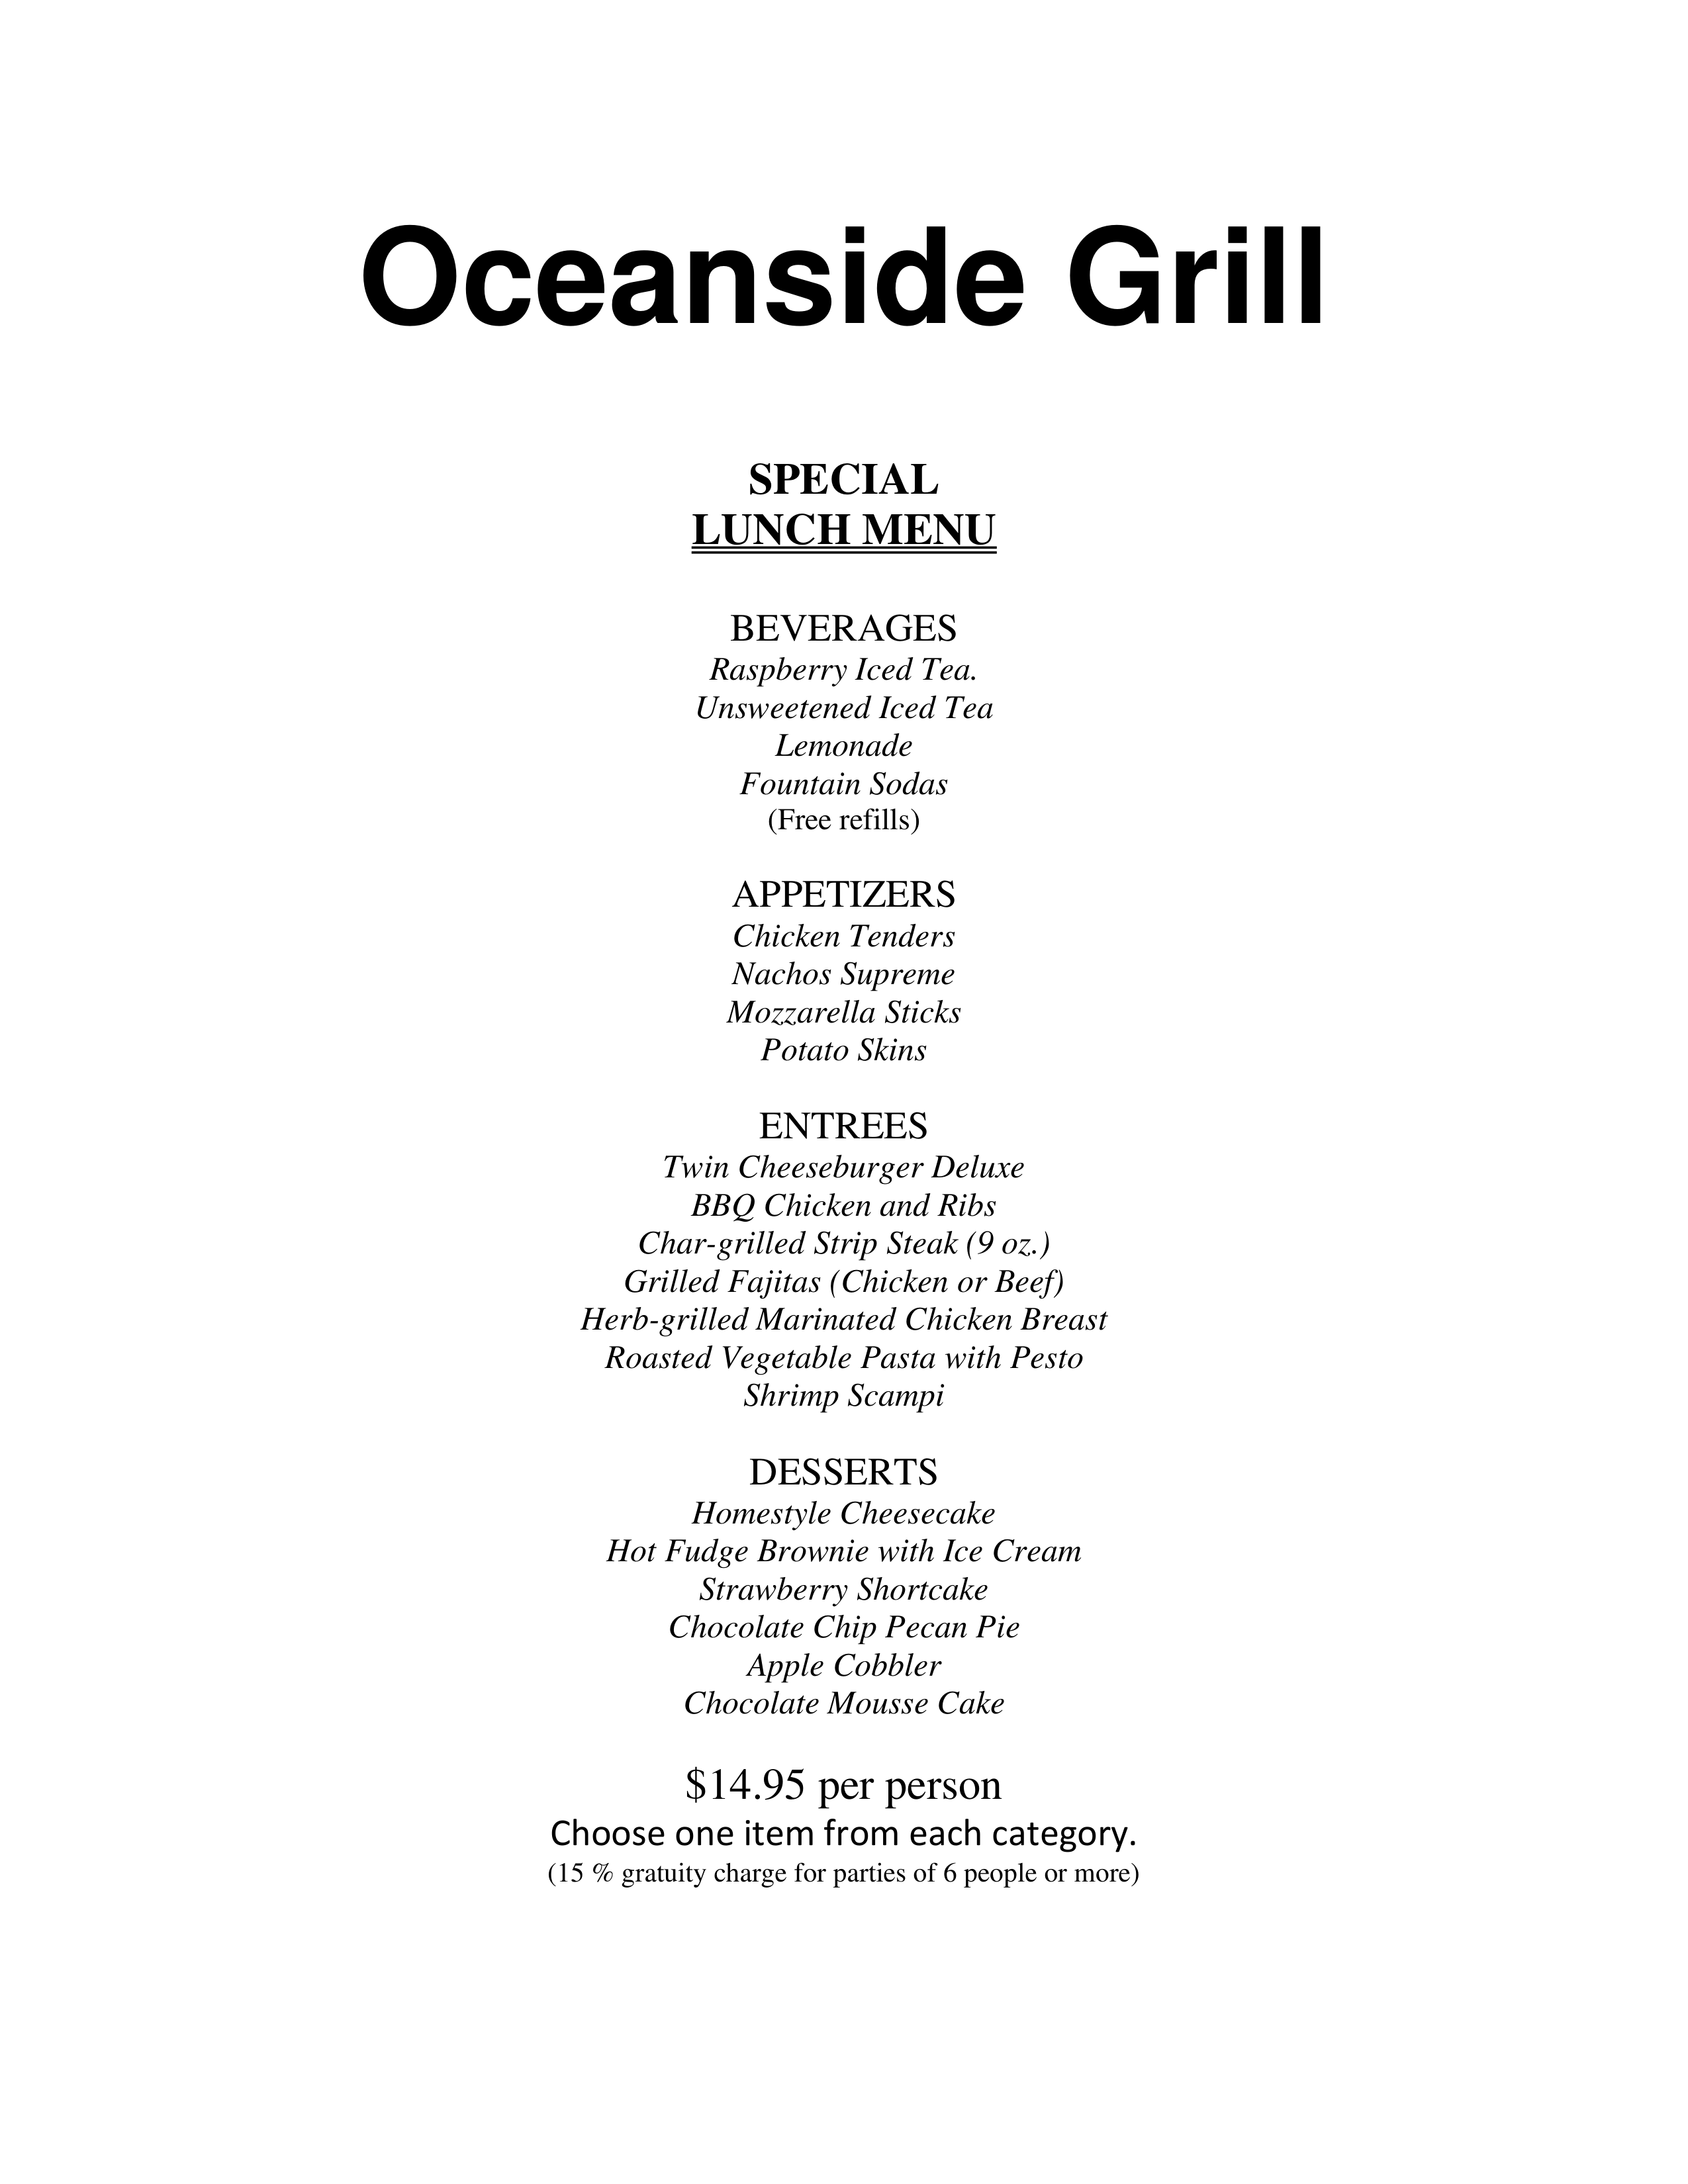 Oceanside Grill
SPECIAL
LUNCH MENU
BEVERAGES
Raspberry Iced Tea.
Unsweetened Iced Tea
Lemonade
Fountain Sodas
(Free refills)
APPETIZERS
Chicken Tenders
Nachos Supreme
Mozzarella Sticks
Potato Skins
ENTREES
Twin Cheeseburger Deluxe
BBQ Chicken and Ribs
Char-grilled Strip Steak (9 oz.)
Grilled Fajitas (Chicken or Beef)
Herb-grilled Marinated Chicken Breast
Roasted Vegetable Pasta with Pesto
Shrimp Scampi
DESSERTS
Homestyle Cheesecake
Hot Fudge Brownie with Ice Cream
Strawberry Shortcake
Chocolate Chip Pecan Pie
Apple Cobbler
Chocolate Mousse Cake
$14.95 per person
Choose one item from each category.
(15 % gratuity charge for parties of 6 people or more)